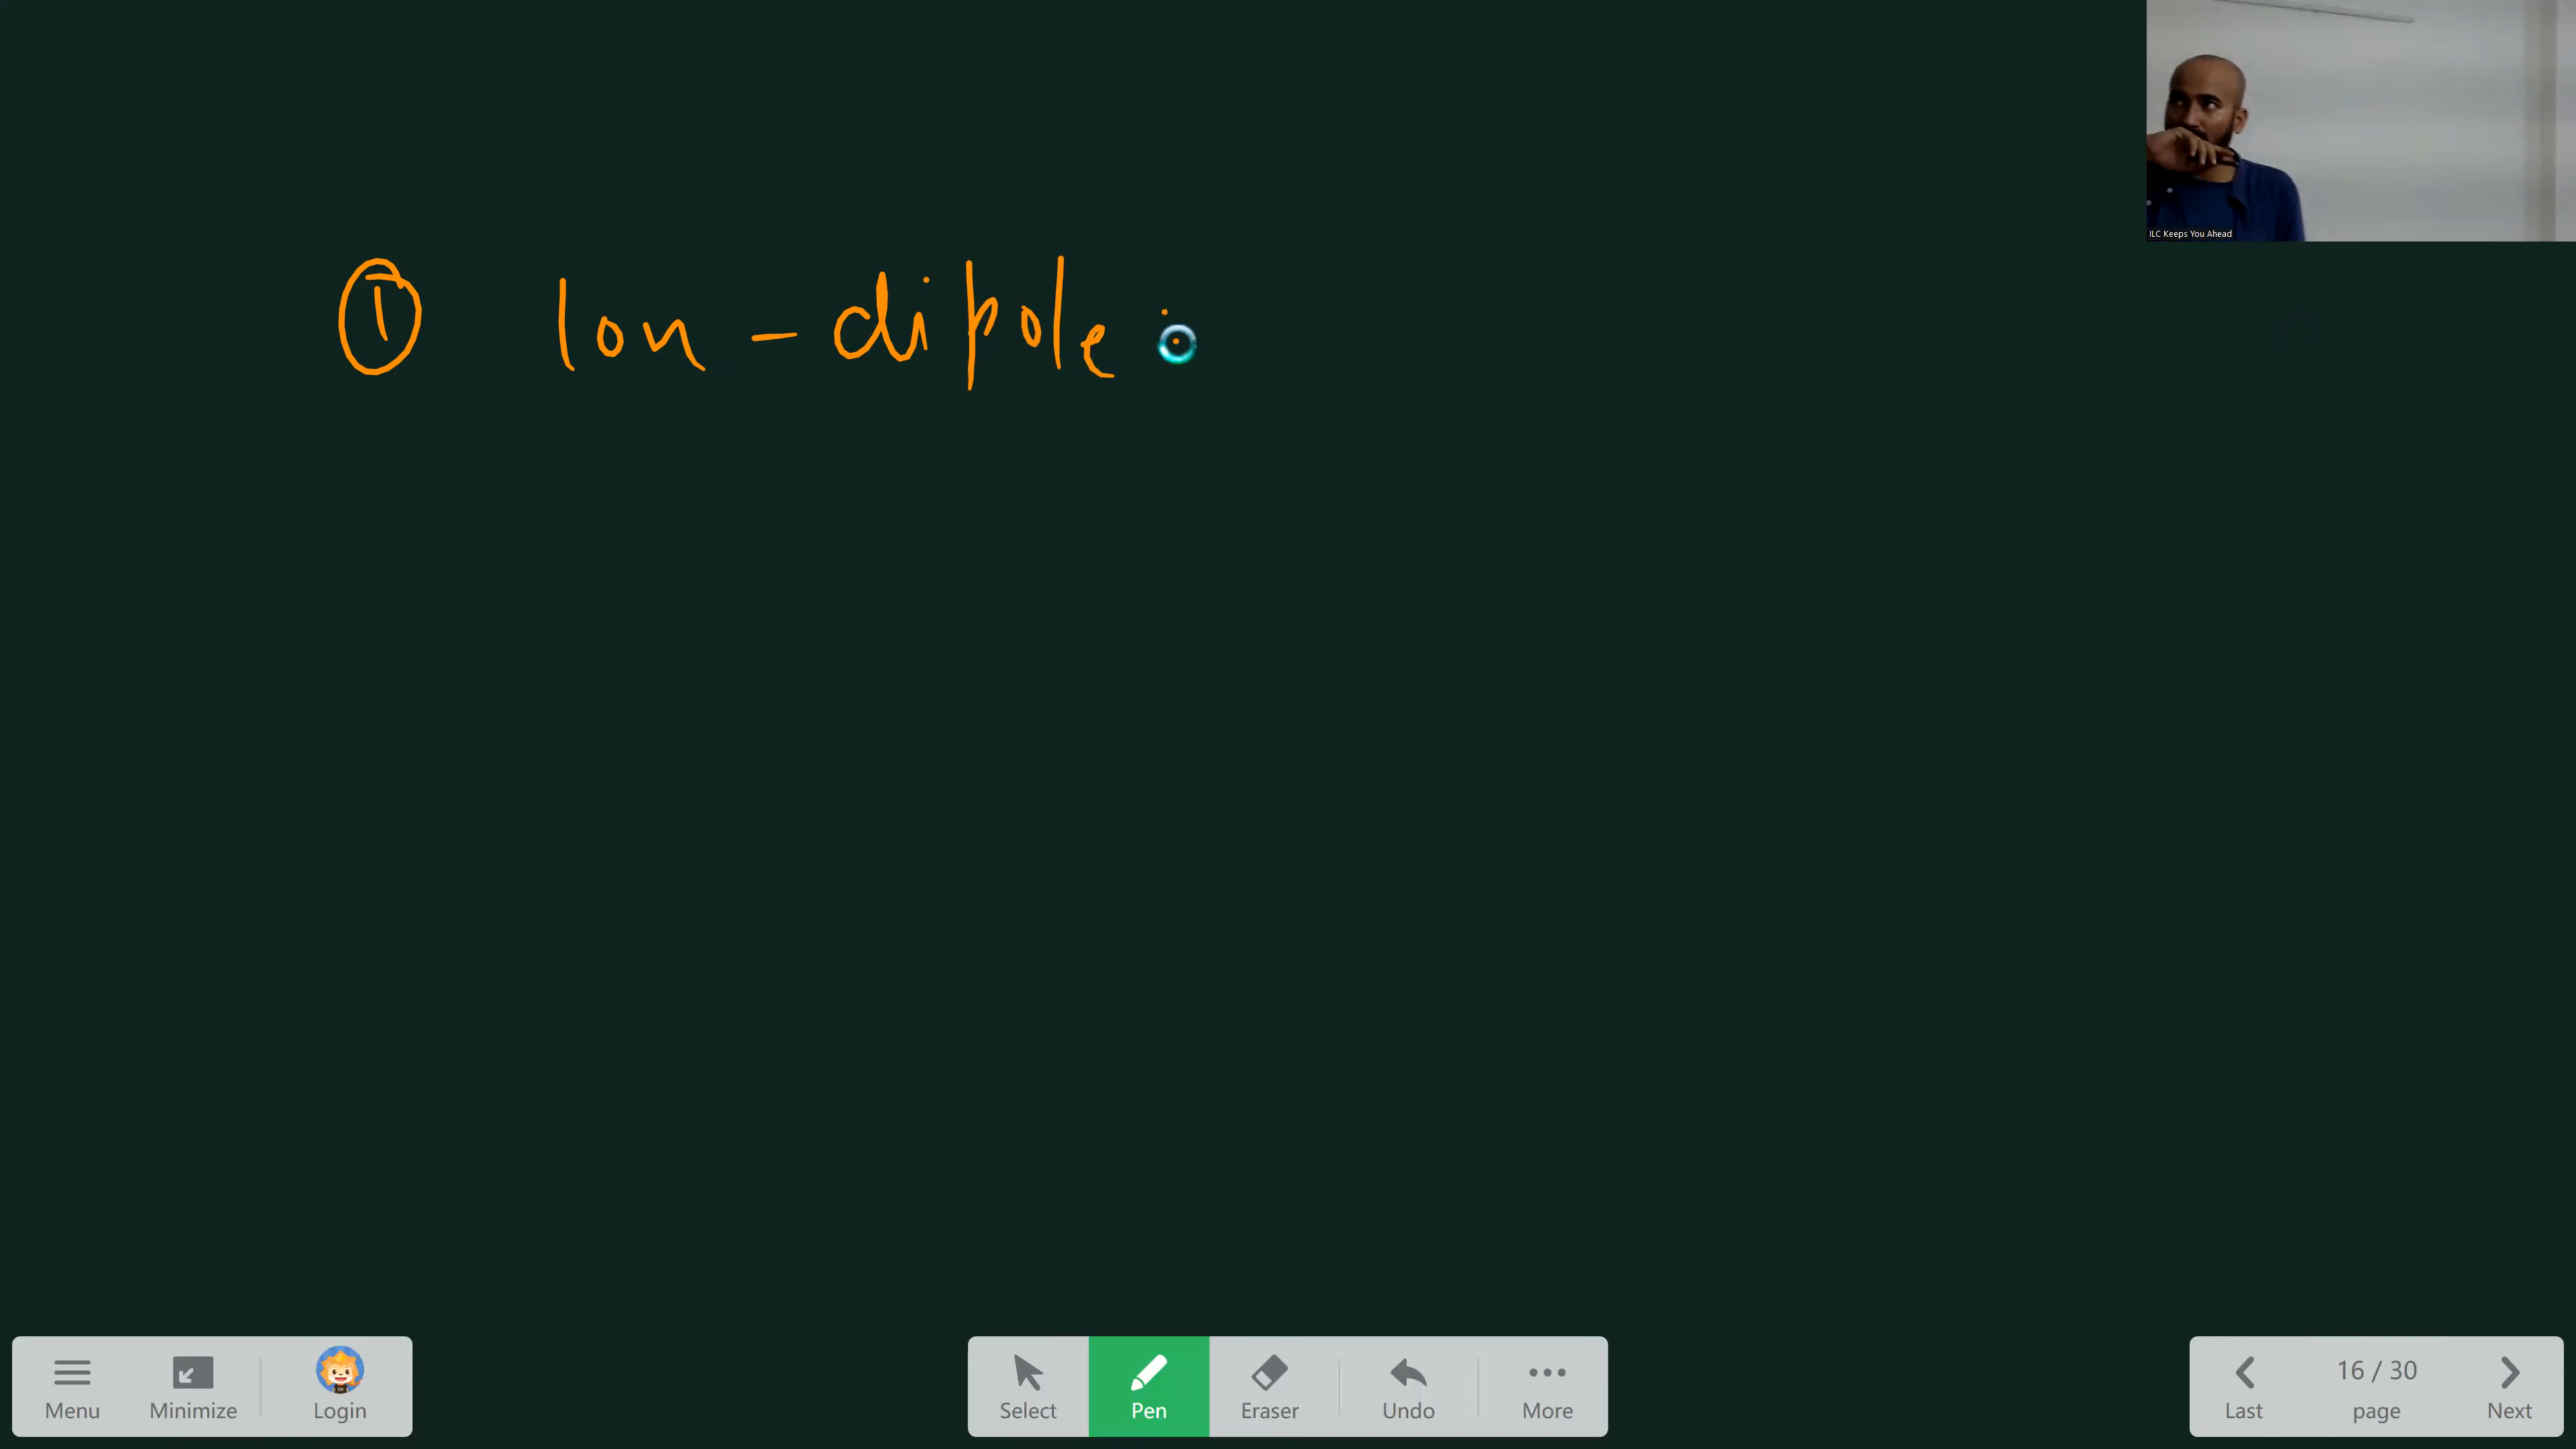 ILC Keeps You Ahead
① Ion - dipole :
Menu Minimize Login
Select Pen Eraser Undo More
Last 16 / 30 page Next